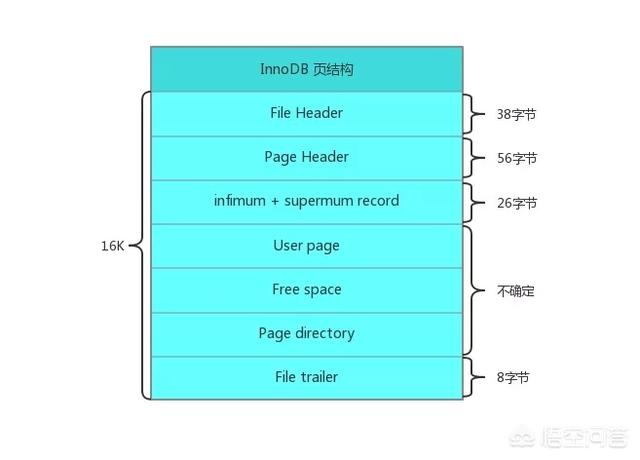 InnoDB 页结构
File Header
38字节
Page Header
56字节
infimum + supermum record
26字节
16K
User page
Free space
不确定
Page directory
File trailer
8字节
悟空问答